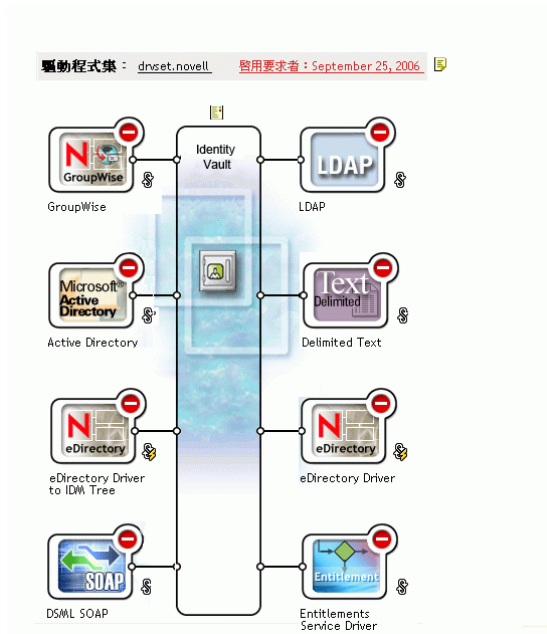 驅動程式集： drvset.novell 啓用要求者：September 25, 2006
Identity
Vault
N
GroupWise
GroupWise
LDAP
LDAP
Microsoft®
Active
Directory
Active Directory
Text
Delimited
Delimited Text
N
eDirectory
eDirectory Driver
to IDM Tree
N
eDirectory
eDirectory Driver
SOAP
DSML SOAP
Entitlement
Entitlements
Service Driver